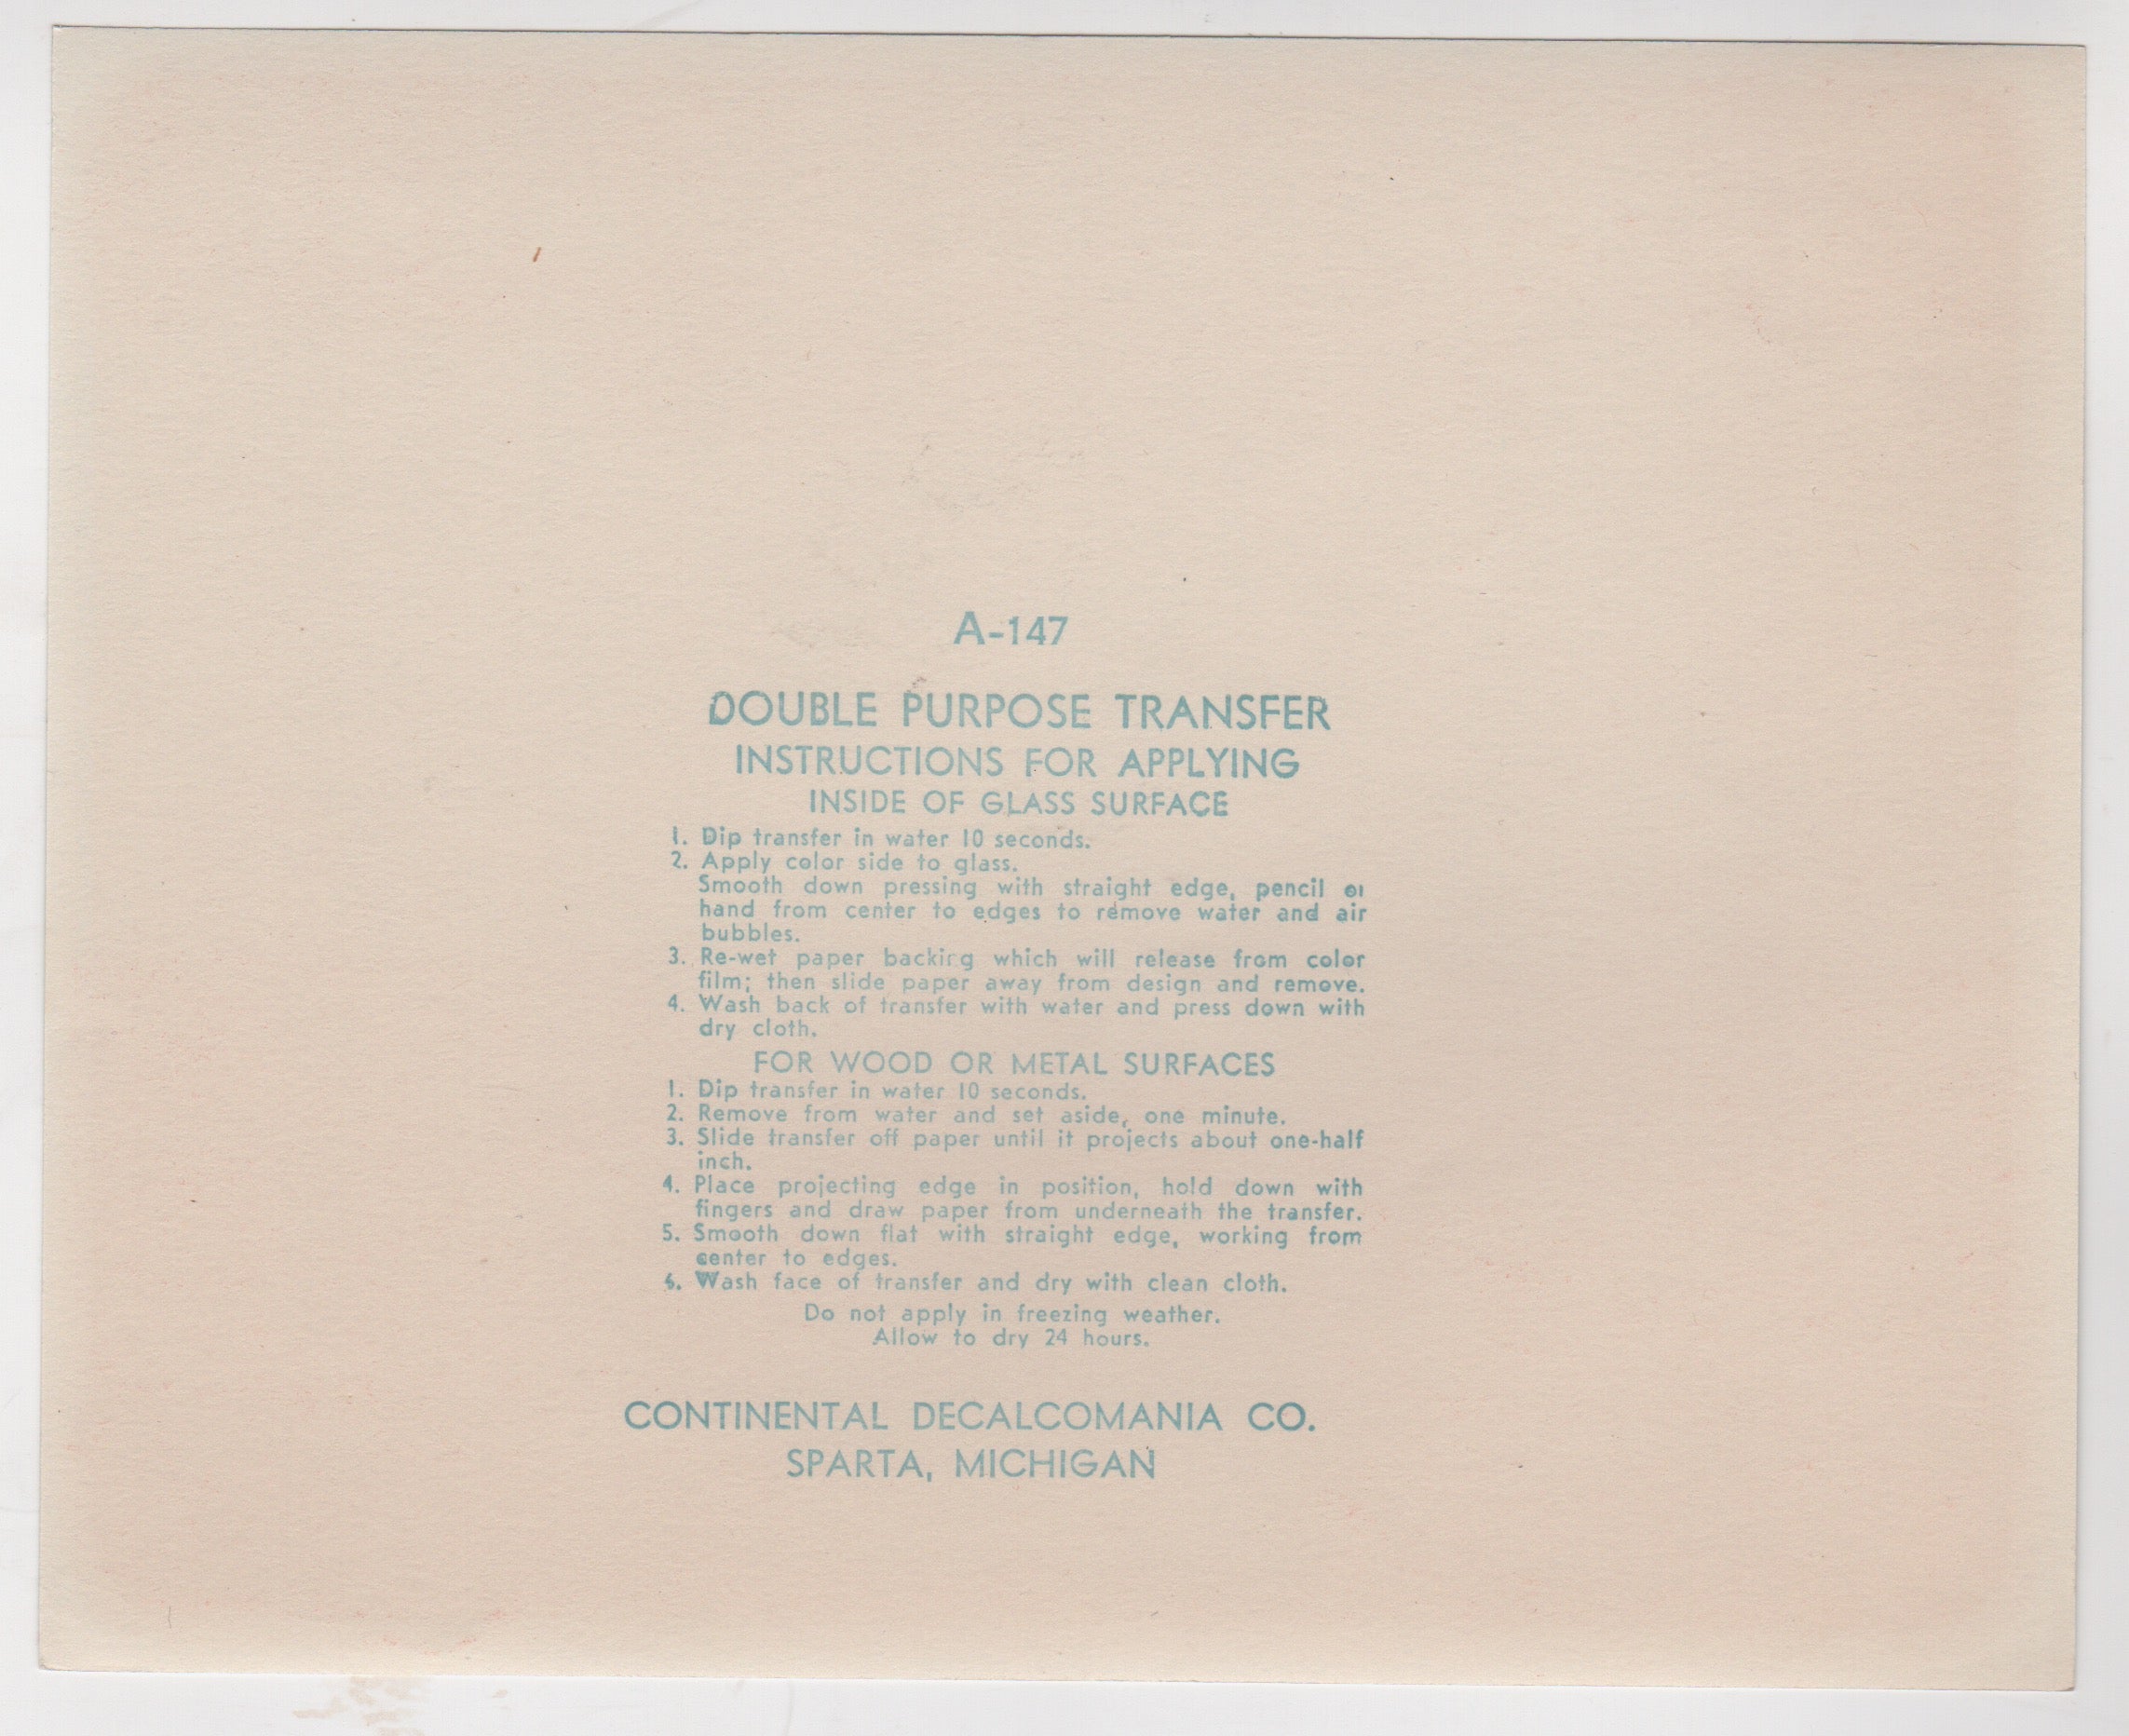 A-147
DOUBLE PURPOSE TRANSFER
INSTRUCTIONS FOR APPLYING
INSIDE OF GLASS SURFACE
1. Dip transfer in water 10 seconds.
2. Apply color side to glass.
Smooth down pressing with straight edge, pencil or
hand from center to edges to remove water and air
bubbles.
3. Re-wet paper backing which will release from color
film; then slide paper away from design and remove.
4. Wash back of transfer with water and press down with
dry cloth.
FOR WOOD OR METAL SURFACES
1. Dip transfer in water 10 seconds.
2. Remove from water and set aside, one minute.
3. Slide transfer off paper until it projects about one-half
inch.
4. Place projecting edge in position, hold down with
fingers and draw paper from underneath the transfer.
5. Smooth down flat with straight edge, working from
center to edges.
6. Wash face of transfer and dry with clean cloth.
Do not apply in freezing weather.
Allow to dry 24 hours.
CONTINENTAL DECALCOMANIA CO.
SPARTA, MICHIGAN